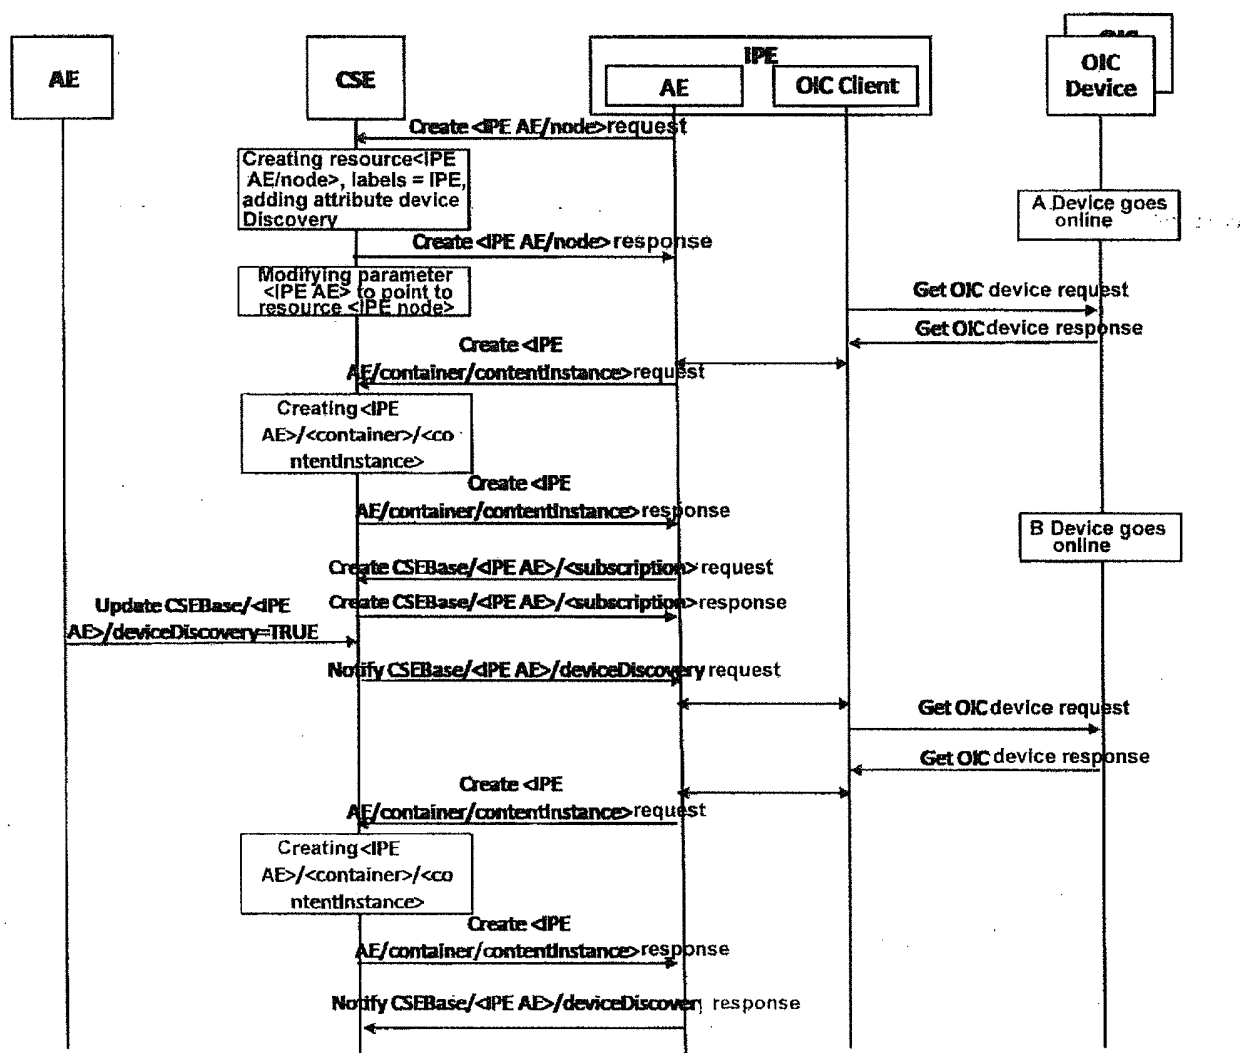 AE
CSE
IPE
AE
OIC Client
OIC
Device
Create <IPE AE/node>request
Creating resource<IPE
AE/node>, labels = IPE,
adding attribute device
Discovery
A Device goes
online
Create <IPE AE/node> response
Modifying parameter
<IPE AE> to point to
resource <IPE node>
Get OIC device request
Get OIC device response
Create <IPE
AE/container/contentInstance>request
Creating <IPE
AE>/<container>/<co
ntentInstance>
Create <IPE
AE/container/contentInstance>response
B Device goes
online
Create CSEBase/<IPE AE>/<subscription>request
Create CSEBase/<IPE AE>/<subscription>response
Update CSEBase/<IPE
AE>/deviceDiscovery=TRUE
Notify CSEBase/<IPE AE>/deviceDiscovery request
Get OIC device request
Get OIC device response
Create <IPE
AE/container/contentInstance>request
Creating <IPE
AE>/<container>/<co
ntentInstance>
Create <IPE
AE/container/contentInstance>response
Notify CSEBase/<IPE AE>/deviceDiscovery response